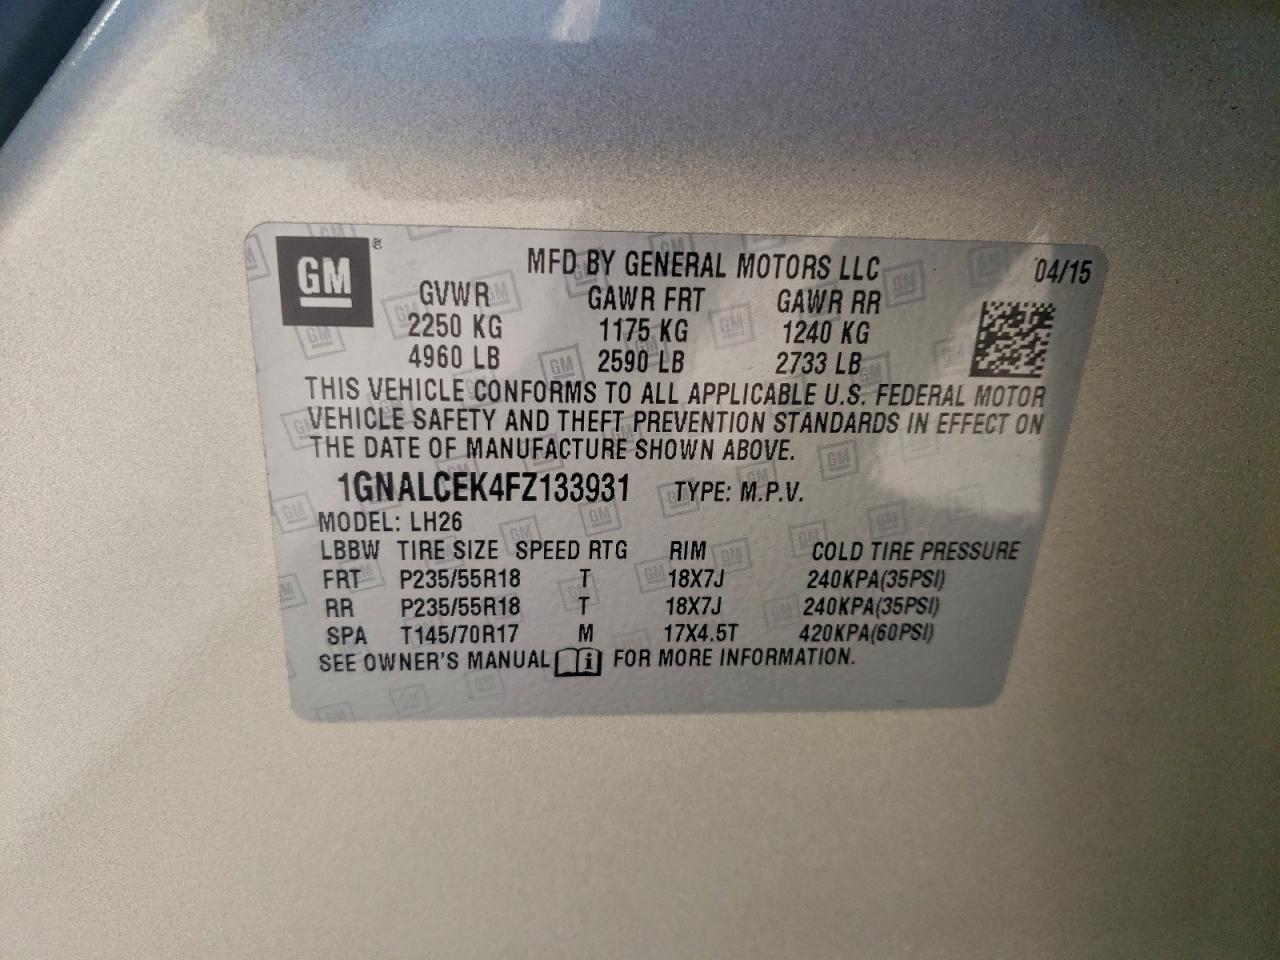 GM ®
MFD BY GENERAL MOTORS LLC 04/15
GVWR GAWR FRT GAWR RR
2250 KG 1175 KG 1240 KG
4960 LB 2590 LB 2733 LB
THIS VEHICLE CONFORMS TO ALL APPLICABLE U.S. FEDERAL MOTOR
VEHICLE SAFETY AND THEFT PREVENTION STANDARDS IN EFFECT ON
THE DATE OF MANUFACTURE SHOWN ABOVE.
1GNALCEK4FZ133931 TYPE: M.P.V.
MODEL: LH26
LBBW TIRE SIZE SPEED RTG RIM COLD TIRE PRESSURE
FRT P235/55R18 T 18X7J 240KPA(35PSI)
RR P235/55R18 T 18X7J 240KPA(35PSI)
SPA T145/70R17 M 17X4.5T 420KPA(60PSI)
SEE OWNER'S MANUAL i FOR MORE INFORMATION.